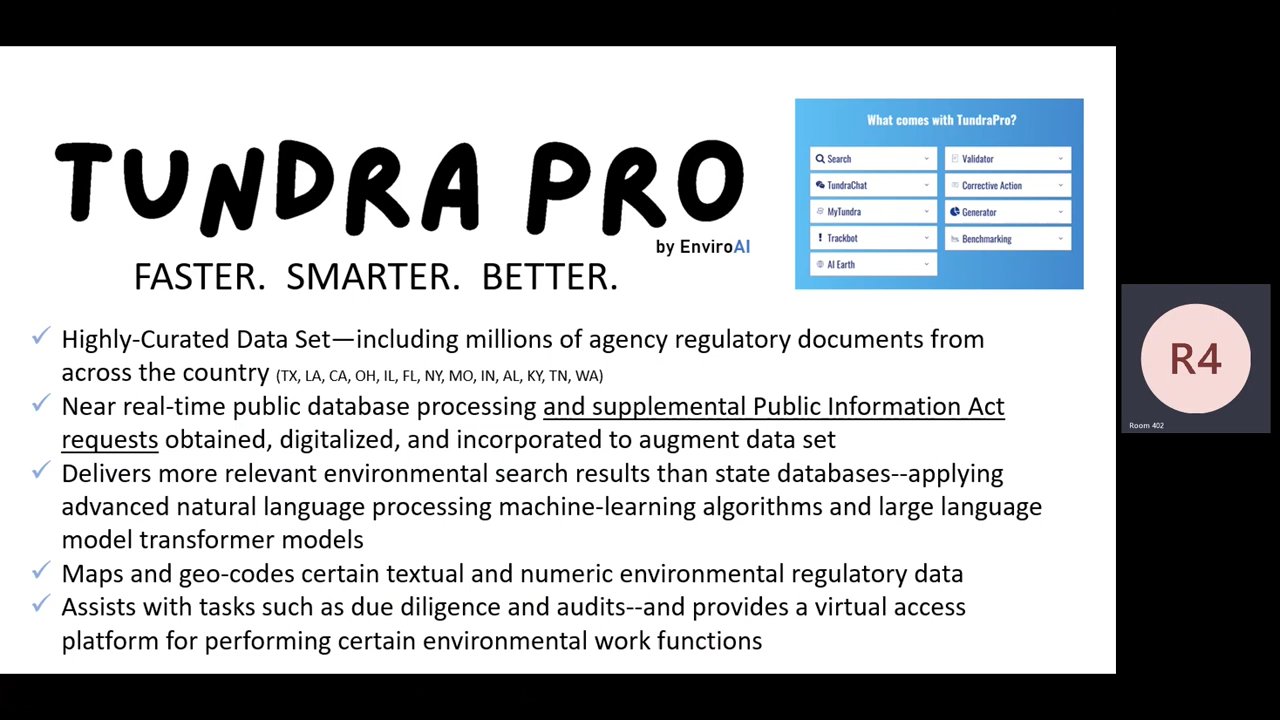 TUNDRA PRO
by EnviroAI
FASTER. SMARTER. BETTER.
What comes with TundraPro?
Search
TundraChat
MyTundra
Trackbot
AI Earth
Validator
Corrective Action
Generator
Benchmarking
Highly-Curated Data Set—including millions of agency regulatory documents from
across the country (TX, LA, CA, OH, IL, FL, NY, MO, IN, AL, KY, TN, WA)
Near real-time public database processing and supplemental Public Information Act
requests obtained, digitalized, and incorporated to augment data set
Delivers more relevant environmental search results than state databases--applying
advanced natural language processing machine-learning algorithms and large language
model transformer models
Maps and geo-codes certain textual and numeric environmental regulatory data
Assists with tasks such as due diligence and audits--and provides a virtual access
platform for performing certain environmental work functions
R4
Room 402